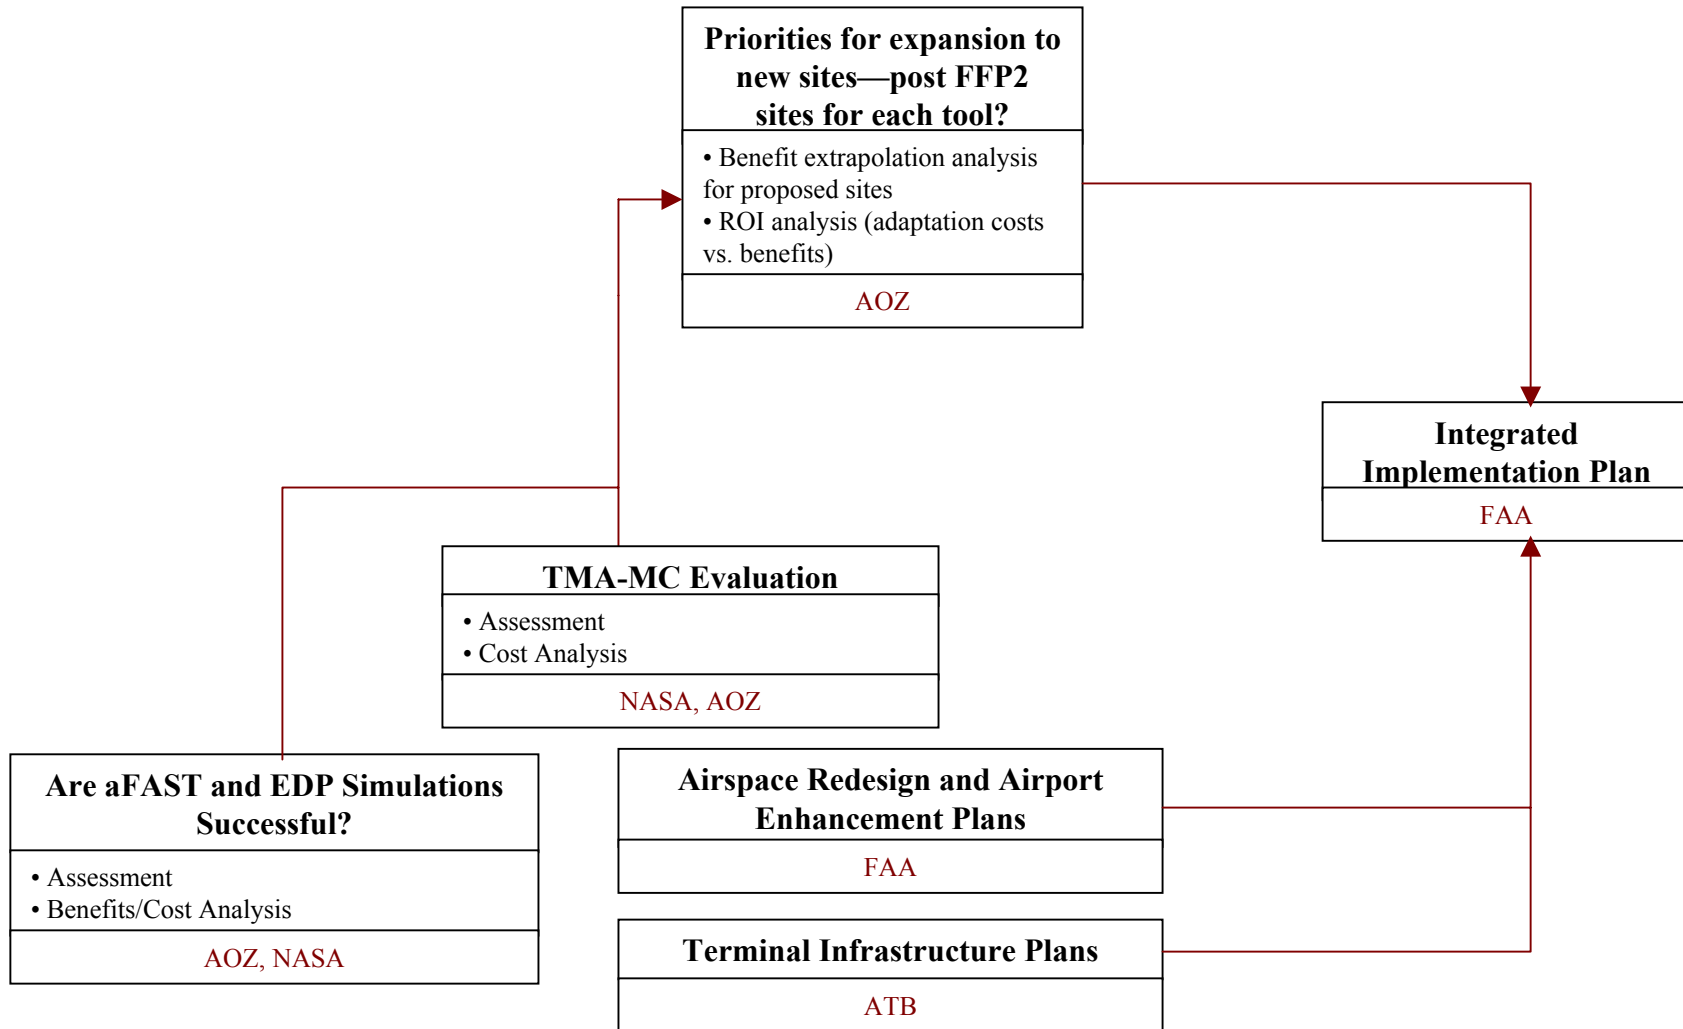 Priorities for expansion to
new sites—post FFP2
sites for each tool?
• Benefit extrapolation analysis
for proposed sites
• ROI analysis (adaptation costs
vs. benefits)
AOZ
Integrated
Implementation Plan
FAA
TMA-MC Evaluation
• Assessment
• Cost Analysis
NASA, AOZ
Are aFAST and EDP Simulations
Successful?
• Assessment
• Benefits/Cost Analysis
AOZ, NASA
Airspace Redesign and Airport
Enhancement Plans
FAA
Terminal Infrastructure Plans
ATB